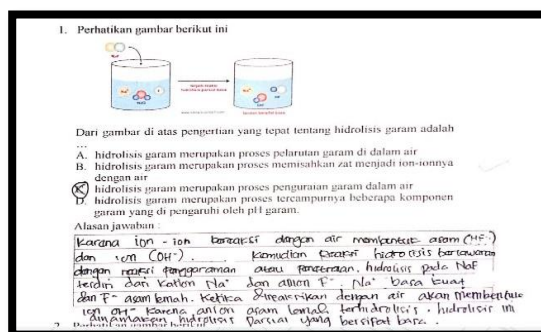 1. Perhatikan gambar berikut ini
Dari gambar di atas pengertian yang tepat tentang hidrolisis garam adalah
...
A. hidrolisis garam merupakan proses pelarutan garam di dalam air
B. hidrolisis garam merupakan proses memisahkan zat menjadi ion-ionnya
dengan air
hidrolisis garam merupakan proses penguraian garam dalam air
D. hidrolisis garam merupakan proses tercampurnya beberapa komponen
garam yang di pengaruhi oleh pH garam.
Alasan jawaban :
Karena ion - ion bereaksi dengan air membentuk asam (HF-)
dan ion (OH-). Kemudian reaksi hidrolisis berlawanan
dengan reaksi penggaraman atau penetralan, hidrolisis pada NaF
terdiri dari kation Na+ dan anion F- Na+ basa kuat
dan F- asam lemah. Ketika direaksikan dengan air akan membentuk
ion OH- karena anion asam lemah terhidrolisis. hidrolisis ini
dinamakan hidrolisis Parsial yang bersifat basa.
2. Perhatikan gambar berikut